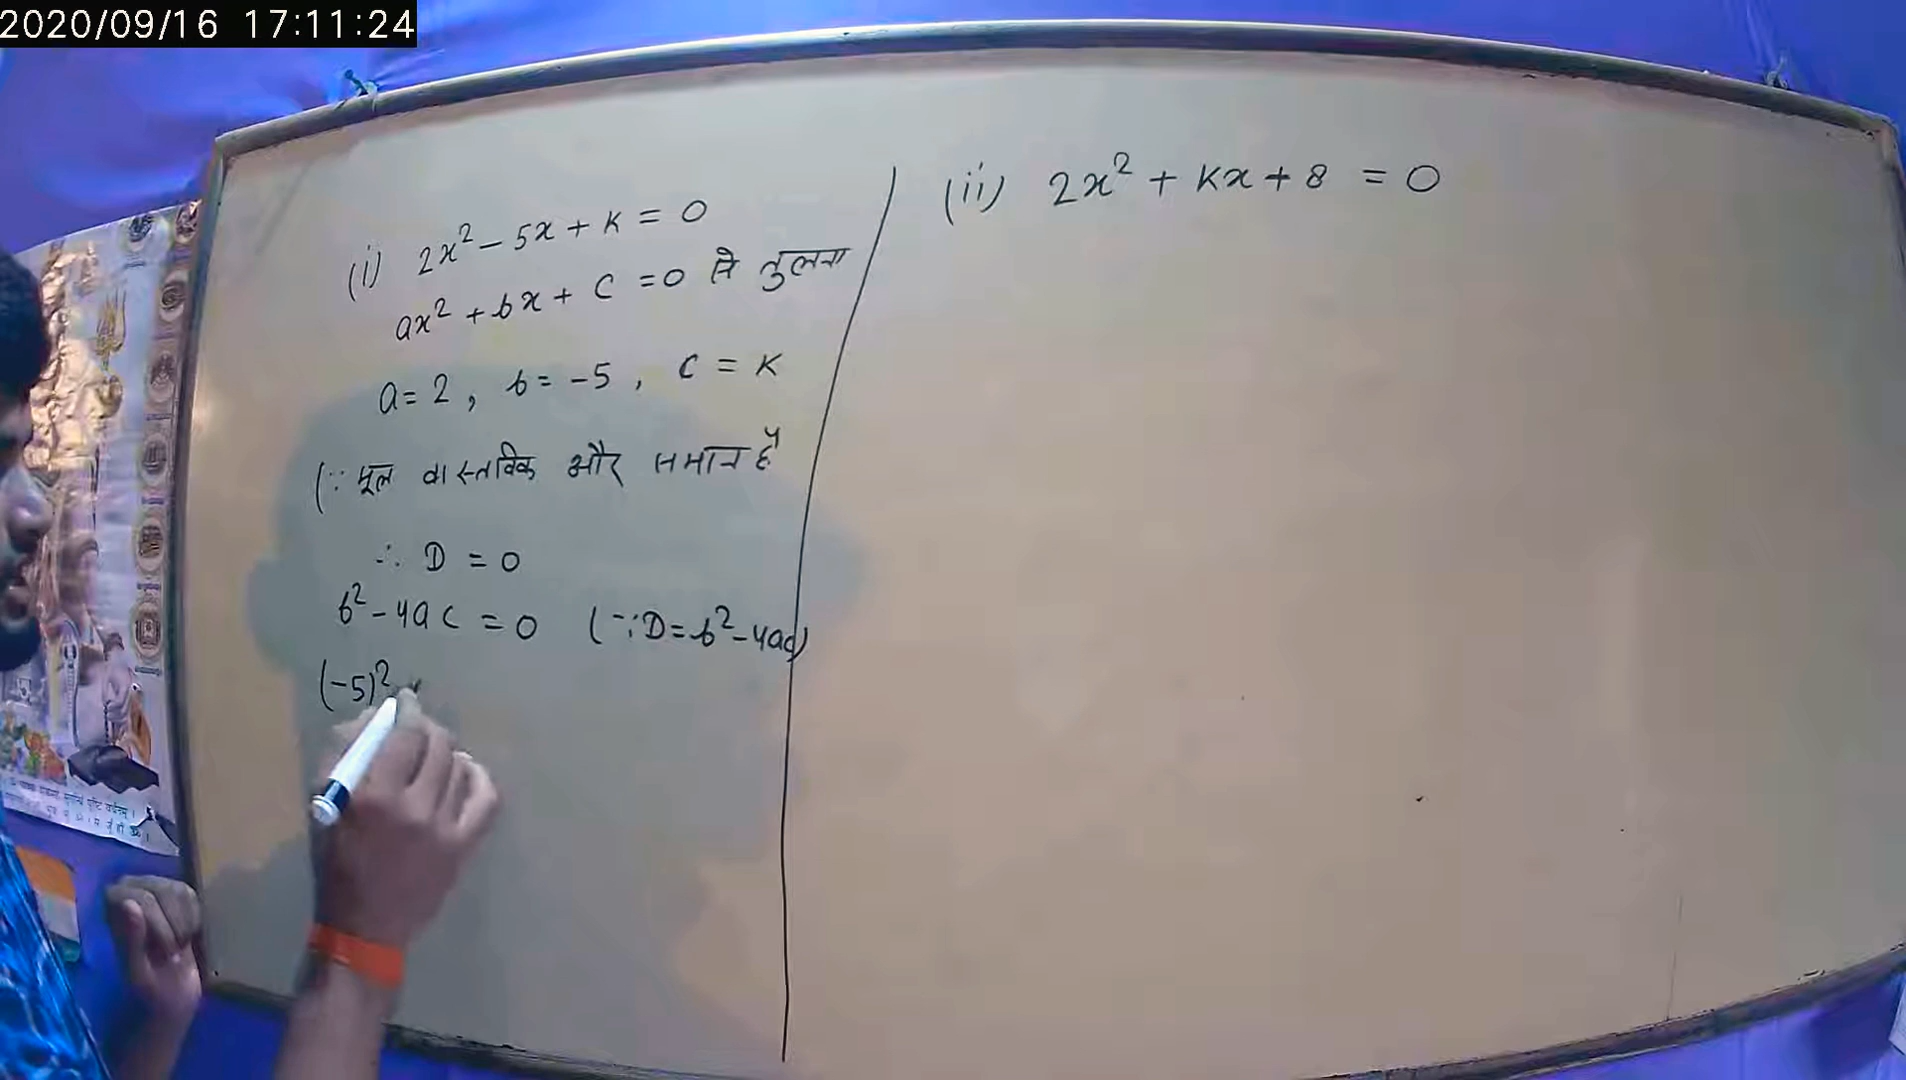 2020/09/16 17:11:24
(i) 2x² - 5x + K = 0
ax² + bx + C = 0 से तुलना
a = 2 , b = -5 , C = K
(∵ मूल वास्तविक और समान है
∴ D = 0
b² - 4ac = 0 (∵ D = b² - 4ac)
(-5)²
(ii) 2x² + Kx + 8 = 0